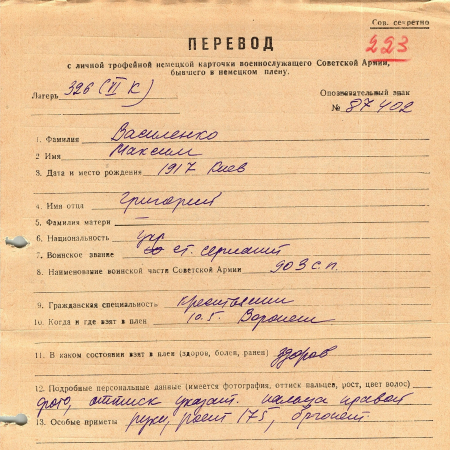 Сов. секретно
223
ПЕРЕВОД
с личной трофейной немецкой карточки военнослужащего Советской Армии,
бывшего в немецком плену.
Лагерь 326 (VI K) Опознавательный знак
№ 87402
1. Фамилия Василенко
2 Имя Максим
3. Дата и место рождения 1917 Киев
4. Имя отца Григорий
5. Фамилия матери —
6. Национальность укр
7. Воинское звание ст. сержант
8. Наименование воинской части Советской Армии 903 с.п.
9. Гражданская специальность крестьянин
10. Когда и где взят в плен 10.5. Воронеж
11. В каком состоянии взят в плен (здоров, болен, ранен) здоров
12. Подробные персональные данные (имеется фотография, оттиск пальцев, рост, цвет волос)
фото, оттиск указат. пальца правой
13. Особые приметы руки, рост 175, брюнет.